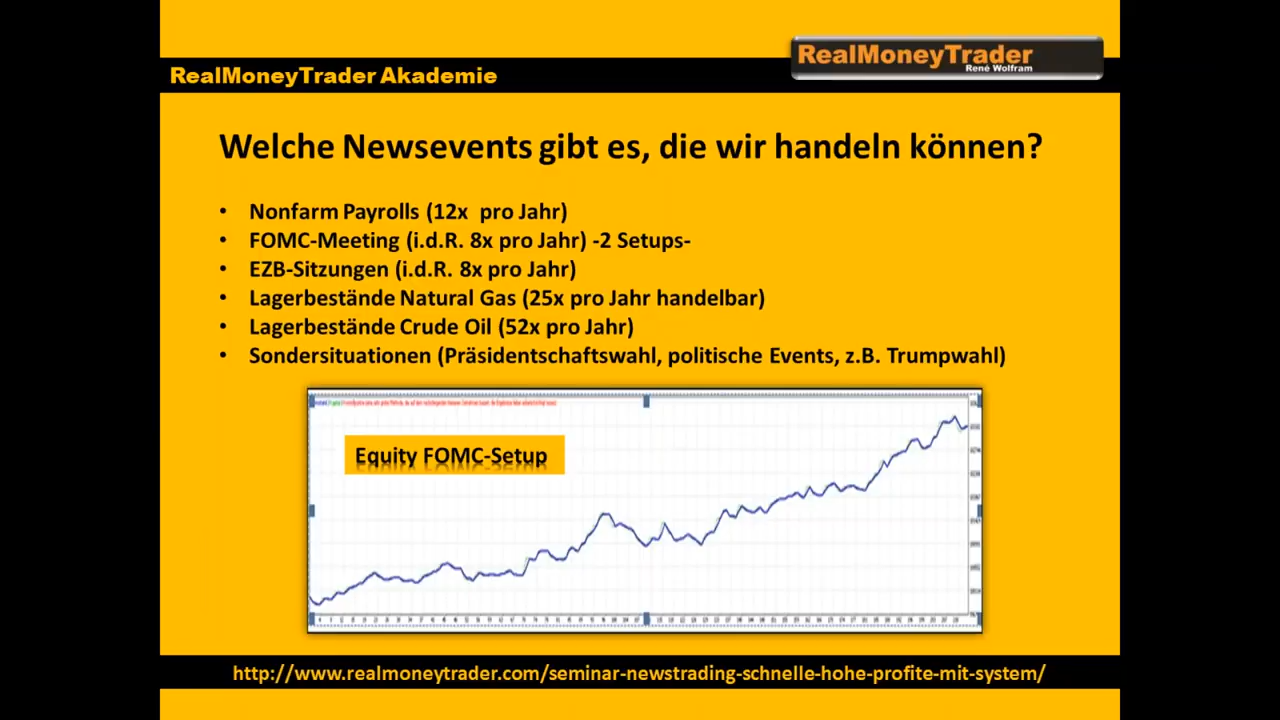 RealMoneyTrader Akademie
RealMoneyTrader
René Wolfram
Welche Newsevents gibt es, die wir handeln können?
• Nonfarm Payrolls (12x pro Jahr)
• FOMC-Meeting (i.d.R. 8x pro Jahr) -2 Setups-
• EZB-Sitzungen (i.d.R. 8x pro Jahr)
• Lagerbestände Natural Gas (25x pro Jahr handelbar)
• Lagerbestände Crude Oil (52x pro Jahr)
• Sondersituationen (Präsidentschaftswahl, politische Events, z.B. Trumpwahl)
Equity FOMC-Setup
http://www.realmoneytrader.com/seminar-newstrading-schnelle-hohe-profite-mit-system/